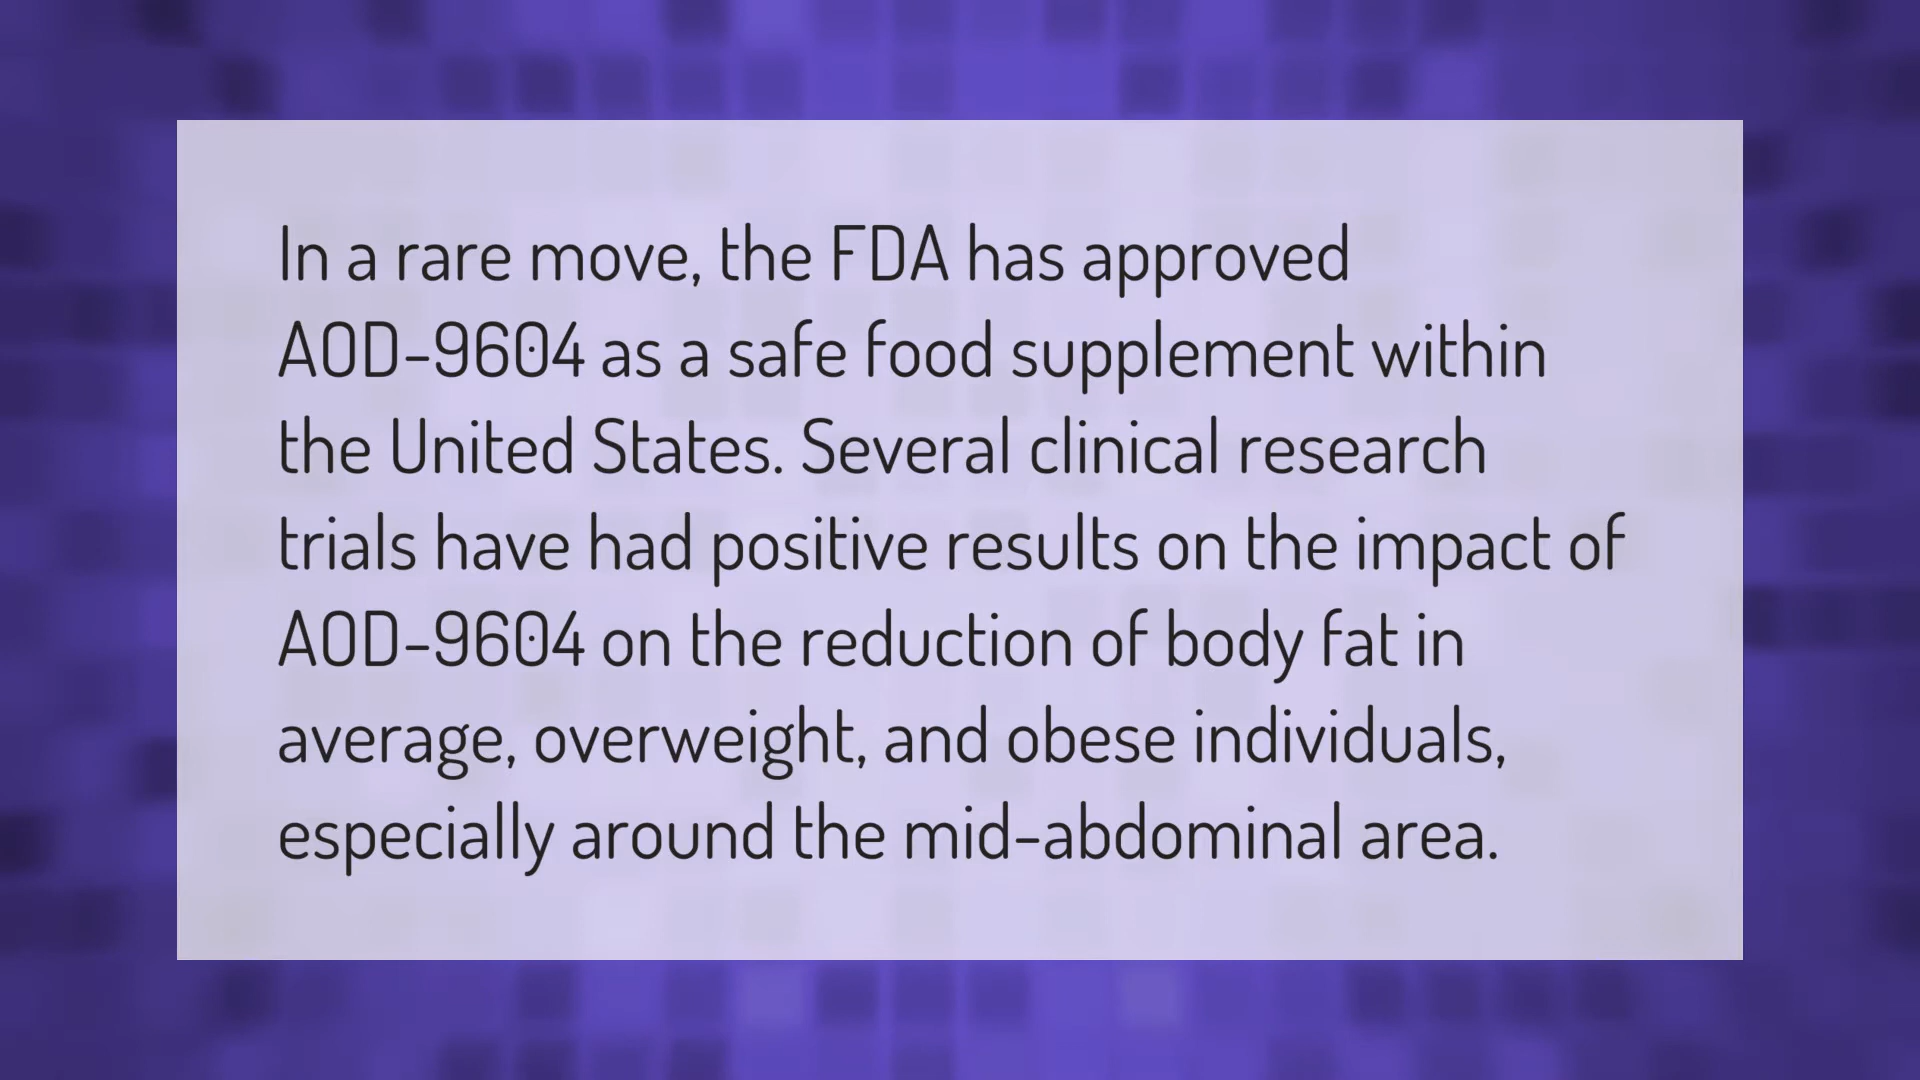 In a rare move, the FDA has approved
AOD-9604 as a safe food supplement within
the United States. Several clinical research
trials have had positive results on the impact of
AOD-9604 on the reduction of body fat in
average, overweight, and obese individuals,
especially around the mid-abdominal area.